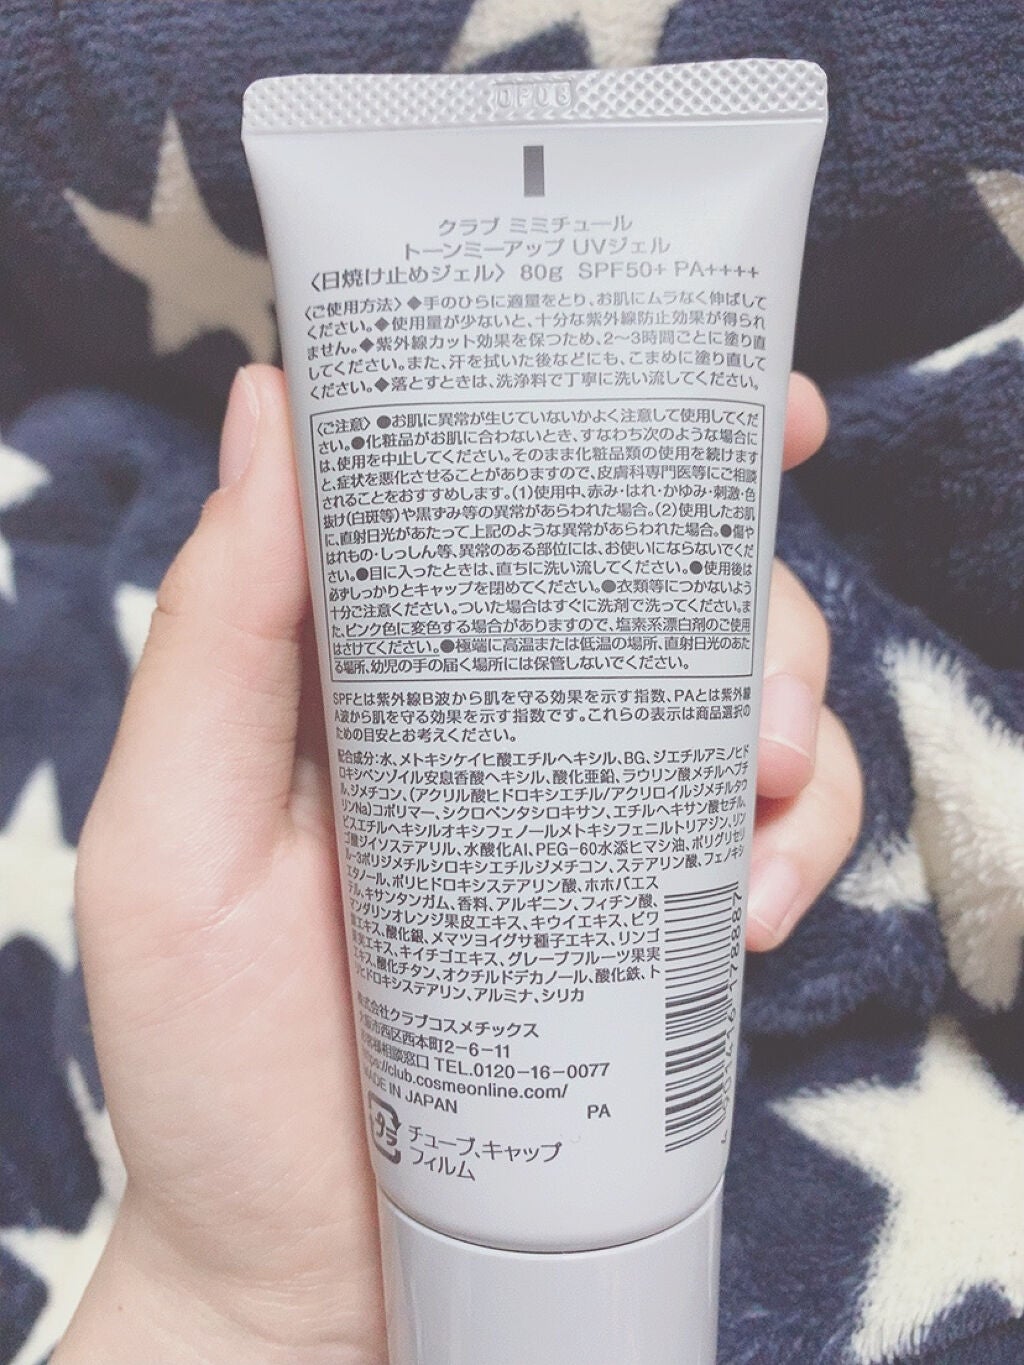 0P03
クラブ ミミチュール
トーンミーアップ UVジェル
〈日焼け止めジェル〉 80g SPF50+ PA++++
〈ご使用方法〉◆手のひらに適量をとり、お肌にムラなく伸ばして
ください。◆使用量が少ないと、十分な紫外線防止効果が得られ
ません。◆紫外線カット効果を保つため、2〜3時間ごとに塗り直
してください。また、汗を拭いた後などにも、こまめに塗り直して
ください。◆落とすときは、洗浄料で丁寧に洗い流してください。
〈ご注意〉●お肌に異常が生じていないかよく注意して使用してくだ
さい。●化粧品がお肌に合わないとき、すなわち次のような場合に
は、使用を中止してください。そのまま化粧品類の使用を続けます
と、症状を悪化させることがありますので、皮膚科専門医等にご相談
されることをおすすめします。(1)使用中、赤み・はれ・かゆみ・刺激・色
抜け(白斑等)や黒ずみ等の異常があらわれた場合。(2)使用したお肌
に、直射日光があたって上記のような異常があらわれた場合。●傷や
はれもの・しっしん等、異常のある部位には、お使いにならないでくだ
さい。●目に入ったときは、直ちに洗い流してください。●使用後は
必ずしっかりとキャップを閉めてください。●衣類等につかないよう
十分ご注意ください。ついた場合はすぐに洗剤で洗ってください。ま
た、ピンク色に変色する場合がありますので、塩素系漂白剤のご使用
はさけてください。●極端に高温または低温の場所、直射日光のあた
る場所、幼児の手の届く場所には保管しないでください。
SPFとは紫外線B波から肌を守る効果を示す指数、PAとは紫外線
A波から肌を守る効果を示す指数です。これらの表示は商品選択の
ための目安とお考えください。
配合成分:水、メトキシケイヒ酸エチルヘキシル、BG、ジエチルアミノヒド
ロキシベンゾイル安息香酸ヘキシル、酸化亜鉛、ラウリン酸メチルヘプチ
ル、ジメチコン、(アクリル酸ヒドロキシエチル/アクリロイルジメチルタウ
リンNa)コポリマー、シクロペンタシロキサン、エチルヘキサン酸セチル、
ビスエチルヘキシルオキシフェノールメトキシフェニルトリアジン、リン
ゴ酸ジイソステアリル、水酸化Al、PEG-60水添ヒマシ油、ポリグリセリ
ル-3ポリジメチルシロキシエチルジメチコン、ステアリン酸、フェノキシ
エタノール、ポリヒドロキシステアリン酸、ホホバエス
テル、キサンタンガム、香料、アルギニン、フィチン酸、
マンダリンオレンジ果皮エキス、キウイエキス、ビワ
葉エキス、酸化銀、メマツヨイグサ種子エキス、リンゴ
果実エキス、キイチゴエキス、グレープフルーツ果実
エキス、酸化チタン、オクチルドデカノール、酸化鉄、ト
リヒドロキシステアリン、アルミナ、シリカ
株式会社クラブコスメチックス
大阪市西区西本町2-6-11
お客様相談窓口 TEL.0120-16-0077
https://club.cosmeonline.com/
MADE IN JAPAN
PA
プラ
チューブ、キャップ
フィルム